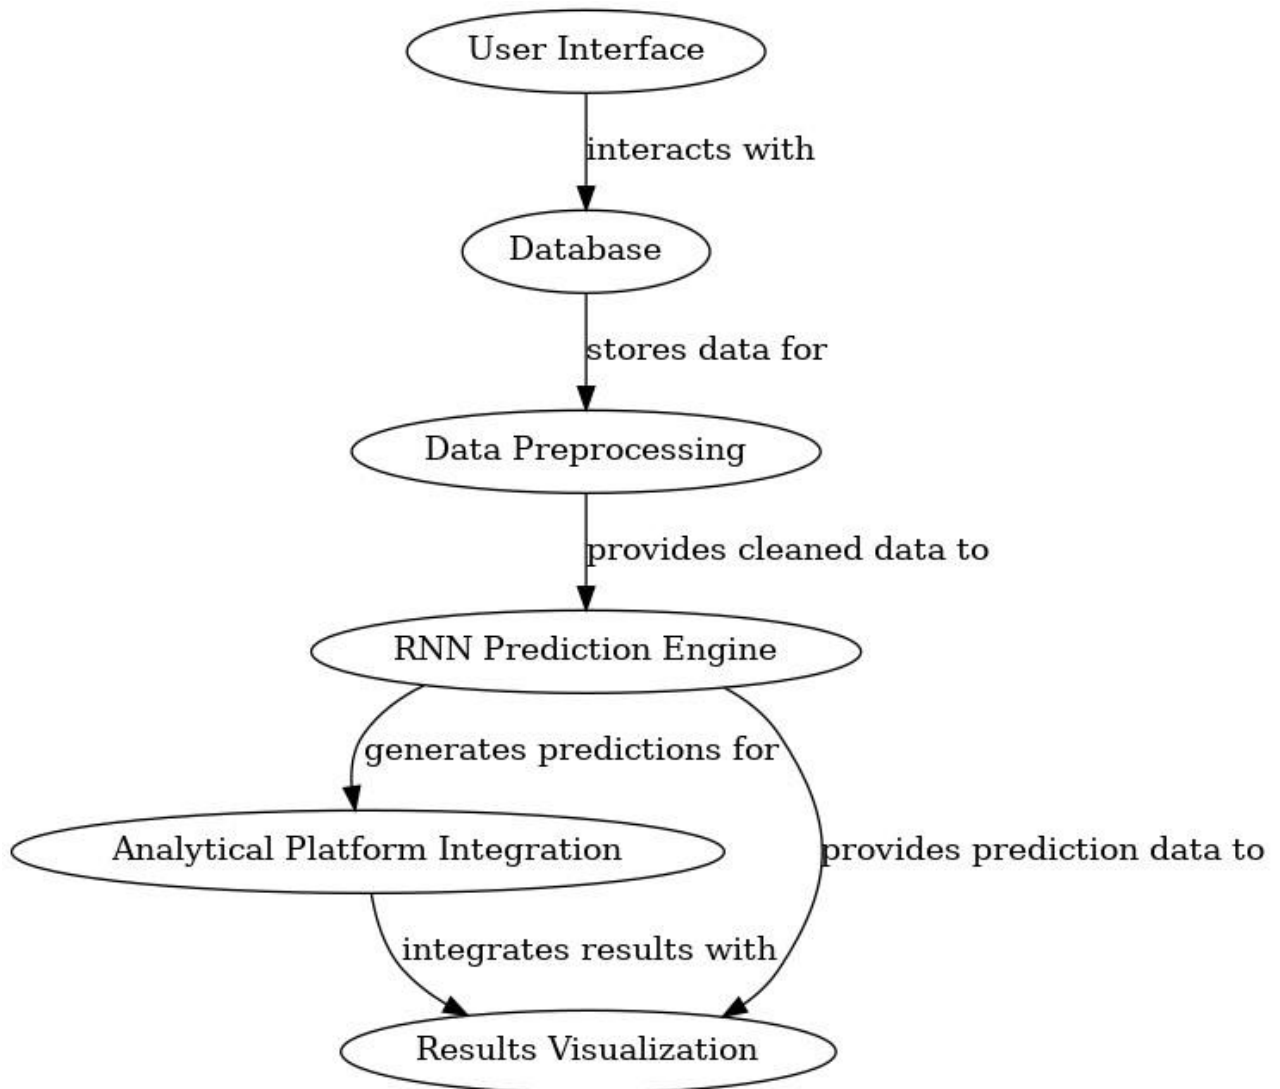 User Interface
interacts with
Database
stores data for
Data Preprocessing
provides cleaned data to
RNN Prediction Engine
generates predictions for
Analytical Platform Integration
provides prediction data to
integrates results with
Results Visualization